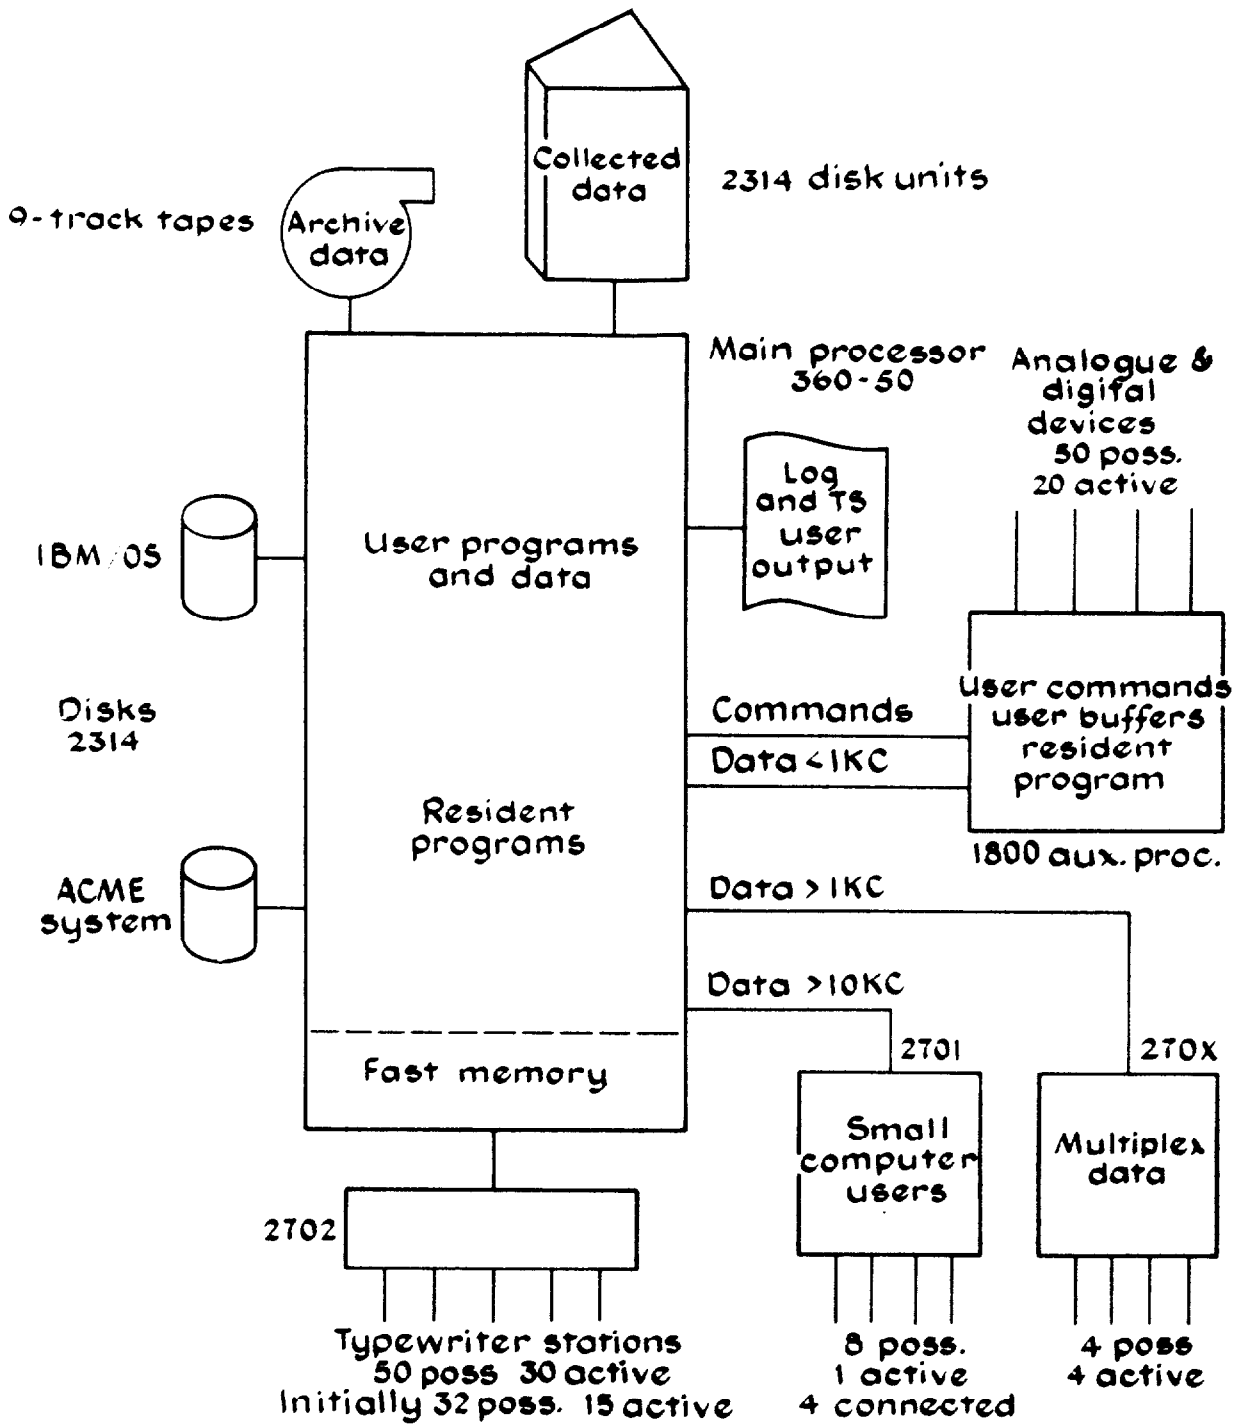 Collected
data
2314 disk units
9-track tapes
Archive
data
Main processor
360-50
Analogue &
digital
devices
50 poss.
20 active
Log
and TS
user
output
IBM/OS
User programs
and data
User commands
user buffers
resident
program
1800 aux. proc.
Disks
2314
Commands
Data <1KC
Resident
programs
ACME
system
Data >1KC
Data >10KC
2701
270X
Fast memory
Small
computer
users
Multiplex
data
2702
Typewriter stations
50 poss 30 active
Initially 32 poss. 15 active
8 poss.
1 active
4 connected
4 poss
4 active